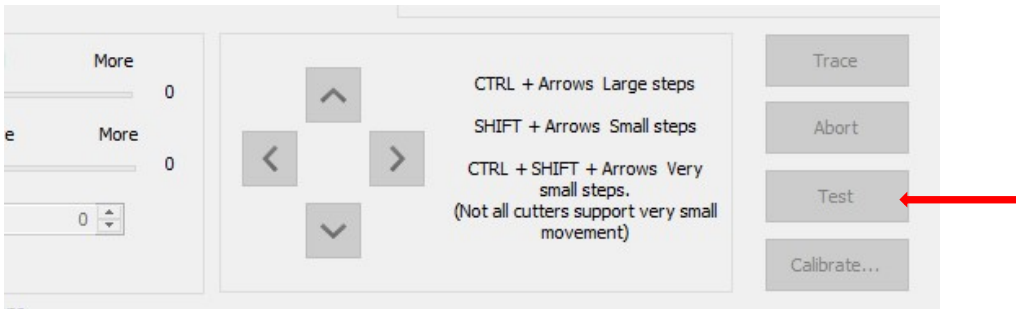 More
0
e More
0
0
CTRL + Arrows Large steps
SHIFT + Arrows Small steps
CTRL + SHIFT + Arrows Very
small steps.
(Not all cutters support very small
movement)
Trace
Abort
Test
Calibrate...